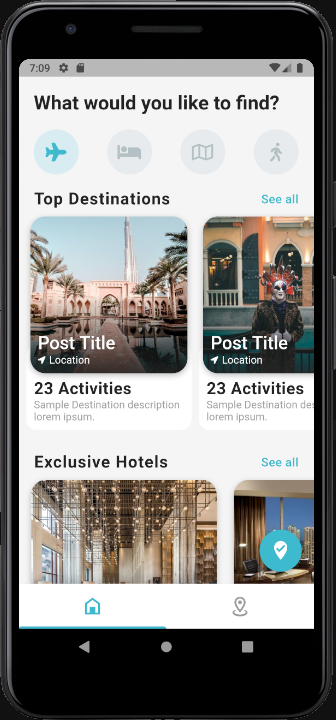 7:09
What would you like to find?
Top Destinations
See all
Post Title
Location
23 Activities
Sample Destination description
lorem ipsum.
Post Title
Location
23 Activities
Sample Destination des
lorem ipsum.
Exclusive Hotels
See all